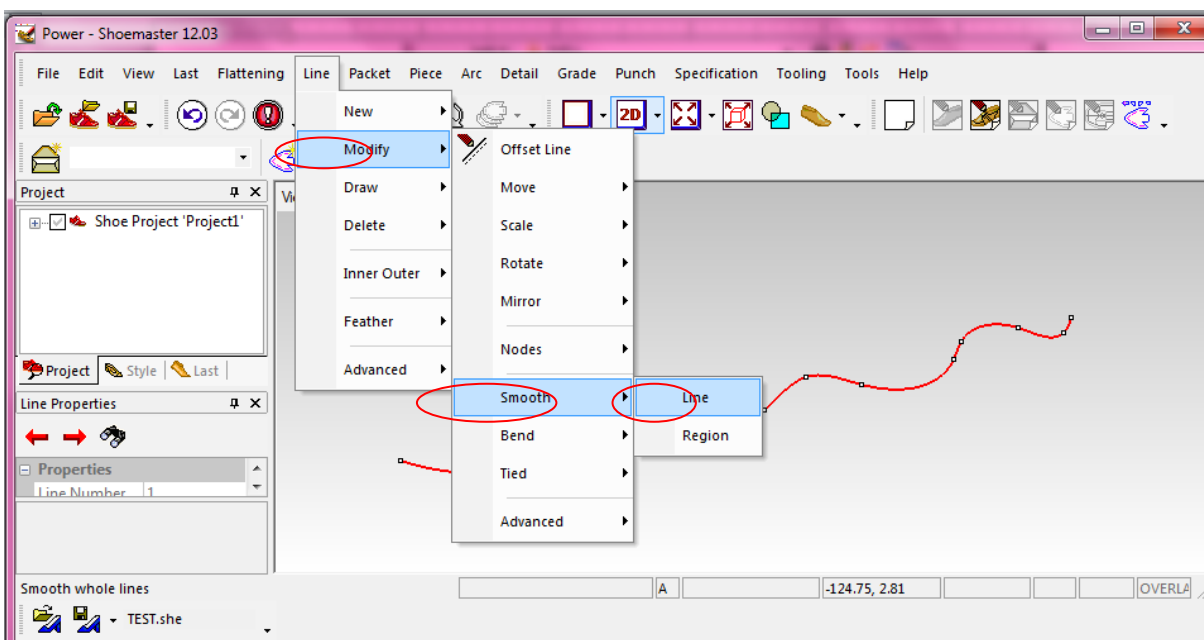 Power - Shoemaster 12.03
File Edit View Last Flattening Line Packet Piece Arc Detail Grade Punch Specification Tooling Tools Help
2D
New
Modify
Draw
Delete
Inner Outer
Feather
Advanced
Offset Line
Move
Scale
Rotate
Mirror
Nodes
Smooth
Bend
Tied
Advanced
Line
Region
Project
Shoe Project 'Project1'
Project Style Last
Line Properties
Properties
Line Number 1
Smooth whole lines
A -124.75, 2.81
TEST.she